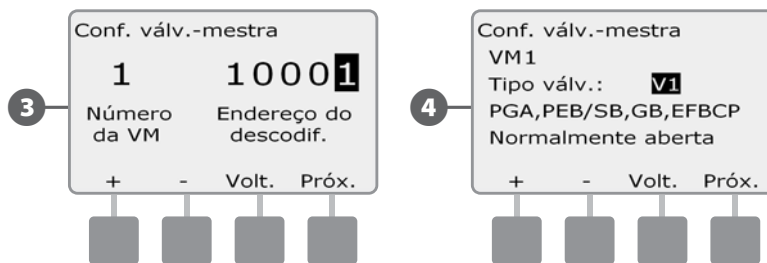 3
Conf. válv.-mestra
1 10001
Número da VM
Endereço do descodif.
+ - Volt. Próx.
4
Conf. válv.-mestra
VM1
Tipo válv.: V1
PGA,PEB/SB,GB,EFBCP
Normalmente aberta
+ - Volt. Próx.